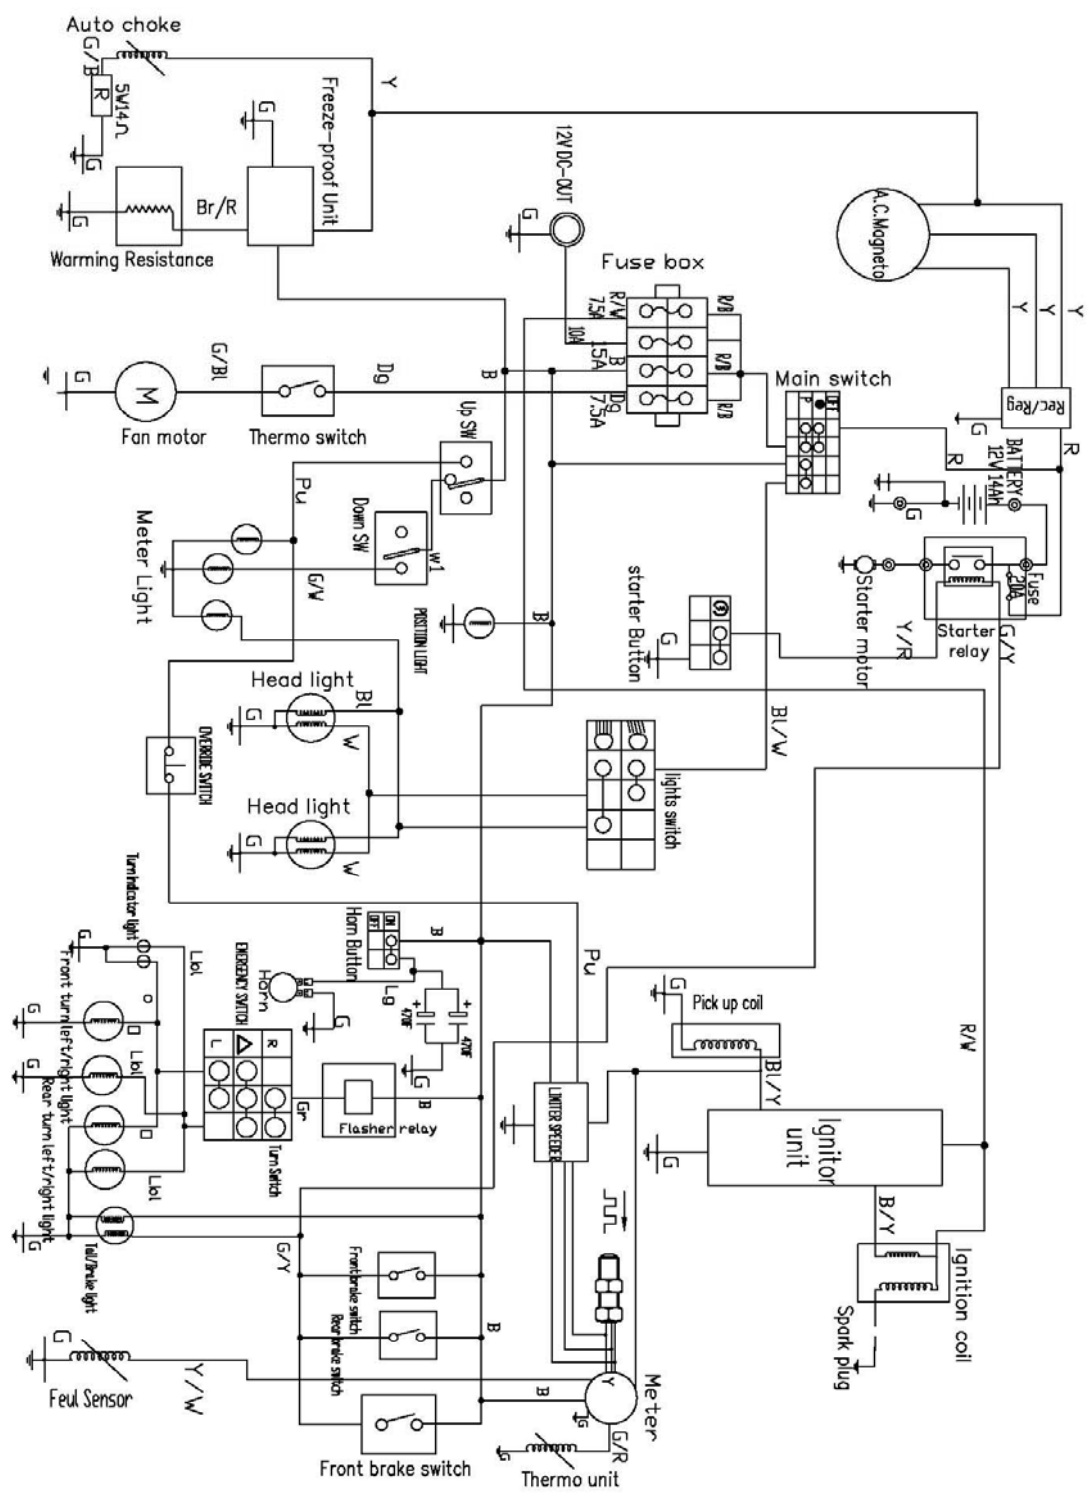 Auto choke
G/B
R
5W14Ω
G
Y
G
Freeze-proof Unit
G
Br/R
Warming Resistance
12V DC-OUT
G
A.C.Magneto
Y
Y
Y
Fuse box
R/W
7.5A
10A
15A
B
Dg
7.5A
R/B
R/B
R/B
Main switch
OFF
P
Rec/Reg
G
R
R
BATTERY
12V 14Ah
G
G
G/Bl
M
Fan motor
Thermo switch
Dg
B
Up SW
Pu
Down SW
W1
Meter Light
G/W
POSITION LIGHT
B
starter Button
G
Fuse
20A
Starter motor
Starter
relay
Y/R
G/Y
Head light
Bl
G
W
Head light
G
W
OVERRIDE SWITCH
Bl/W
lights switch
Turn indicator light
G
Lbl
Front turn left/right light
G
G
Lbl
Rear turn left/right light
Lbl
G
Tail/Brake light
EMERGENCY SWITCH
L
R
Turn Switch
Horn
Horn Button
ON
OFF
B
Lg
G
470F
470F
G
Gr
B
Flasher relay
Pu
LIMITER SPEEDER
G
Pick up coil
Bl/Y
R/W
Ignitor
unit
G
B/Y
Ignition coil
Spark plug
G/Y
Front brake switch
Rear brake switch
B
G
Feul Sensor
Y/W
Front brake switch
B
Y
Meter
G
G/R
G
Thermo unit